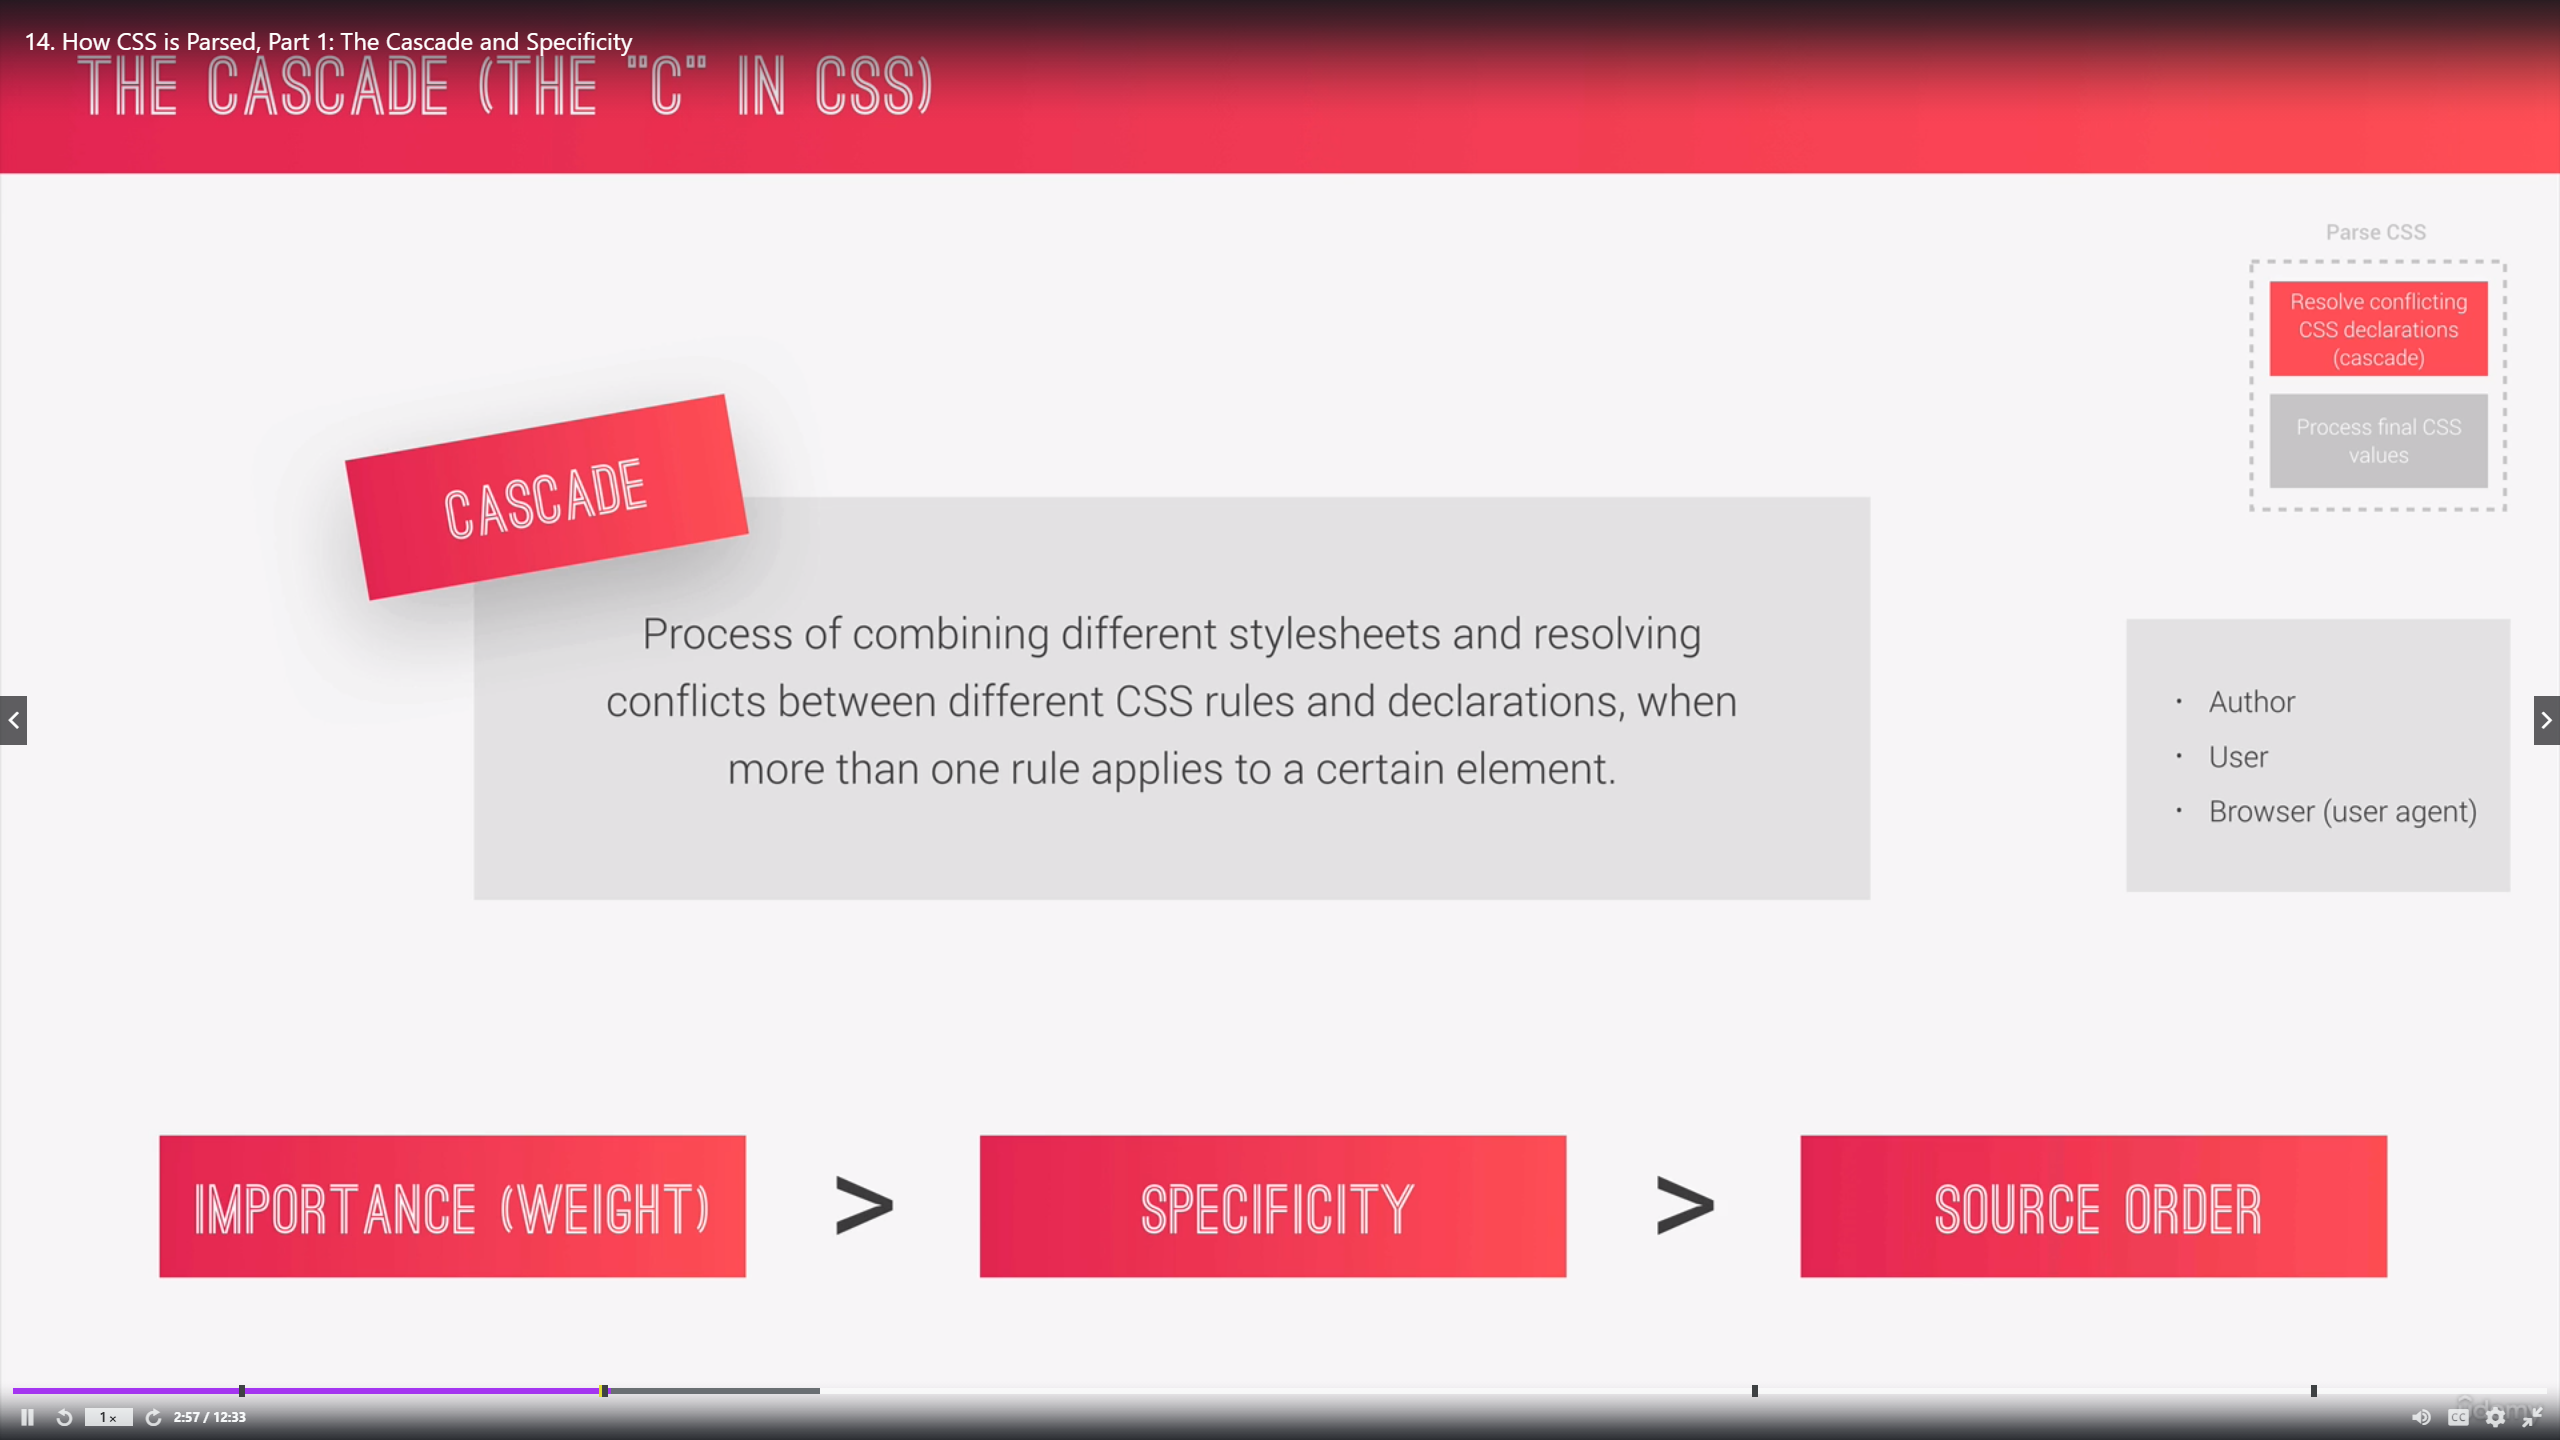 14. How CSS is Parsed, Part 1: The Cascade and Specificity
THE CASCADE (THE "C" IN CSS)
Parse CSS
Resolve conflicting
CSS declarations
(cascade)
Process final CSS
values
CASCADE
Process of combining different stylesheets and resolving
conflicts between different CSS rules and declarations, when
more than one rule applies to a certain element.
• Author
• User
• Browser (user agent)
IMPORTANCE (WEIGHT) > SPECIFICITY > SOURCE ORDER
1× 2:57 / 12:33
CC